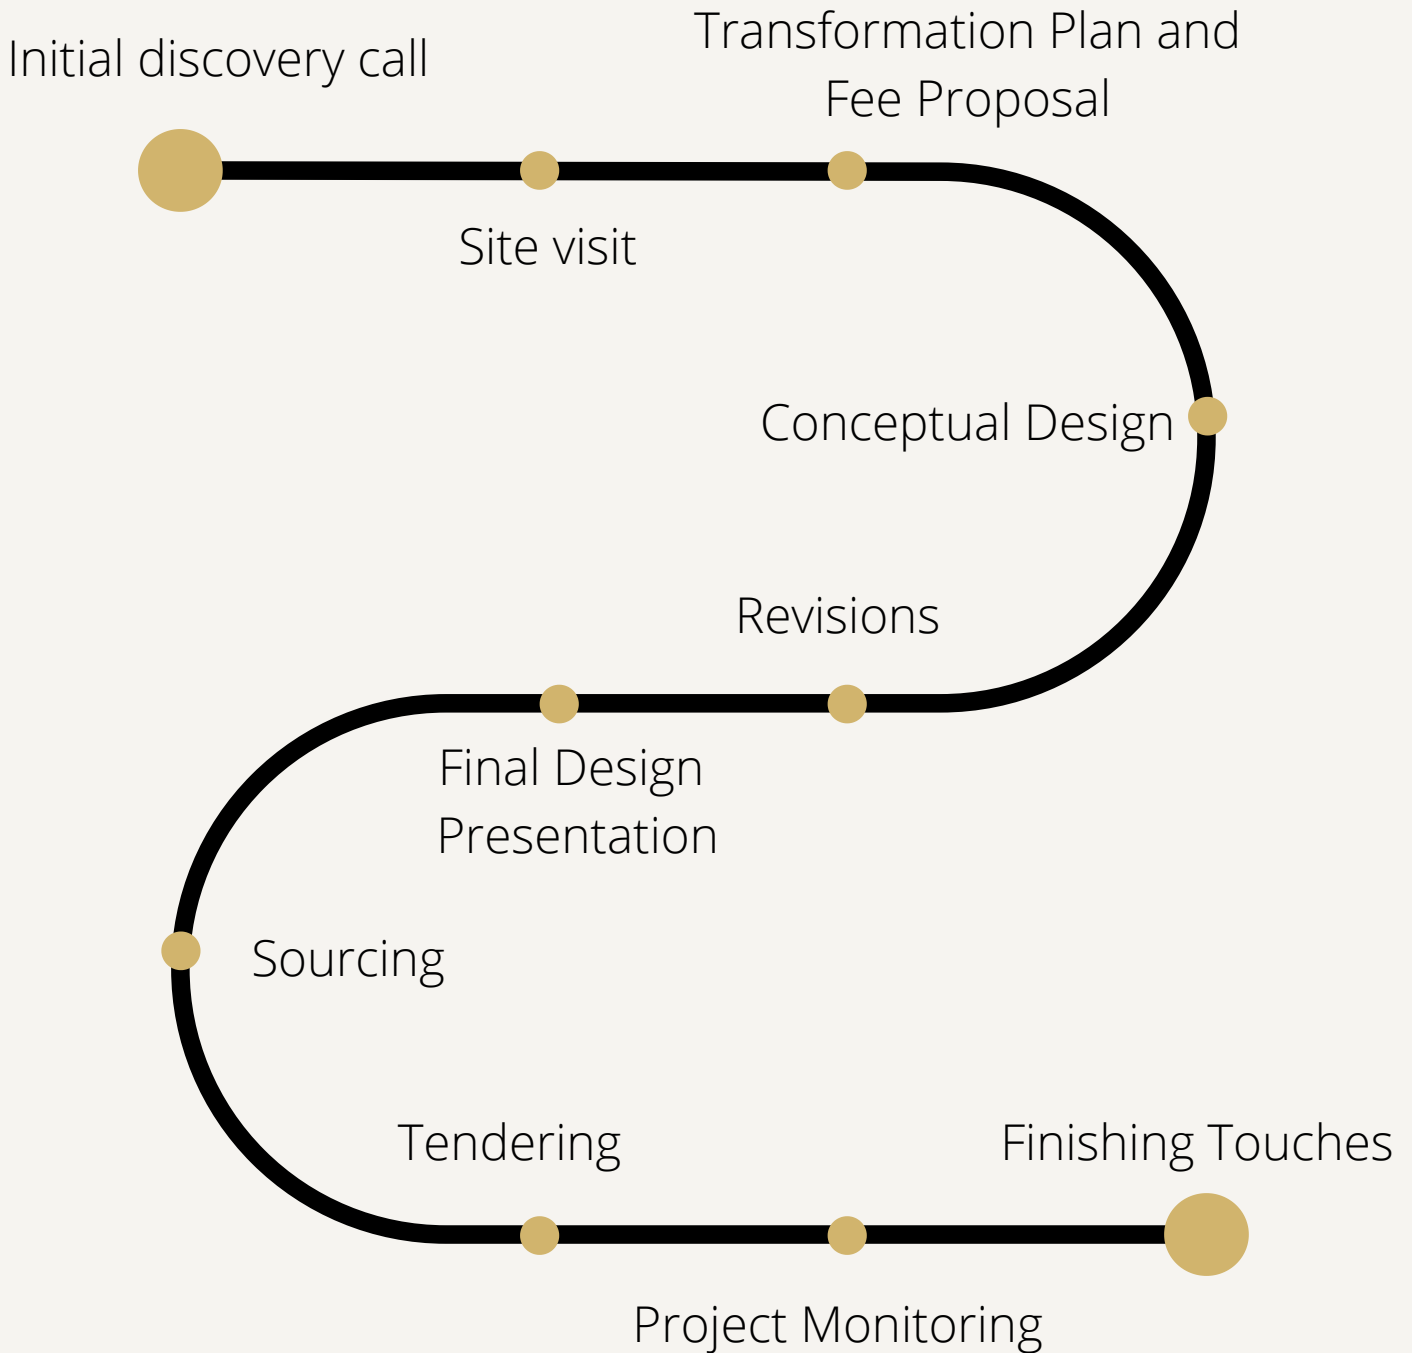 Initial discovery call
Site visit
Transformation Plan and
Fee Proposal
Conceptual Design
Revisions
Final Design
Presentation
Sourcing
Tendering
Project Monitoring
Finishing Touches